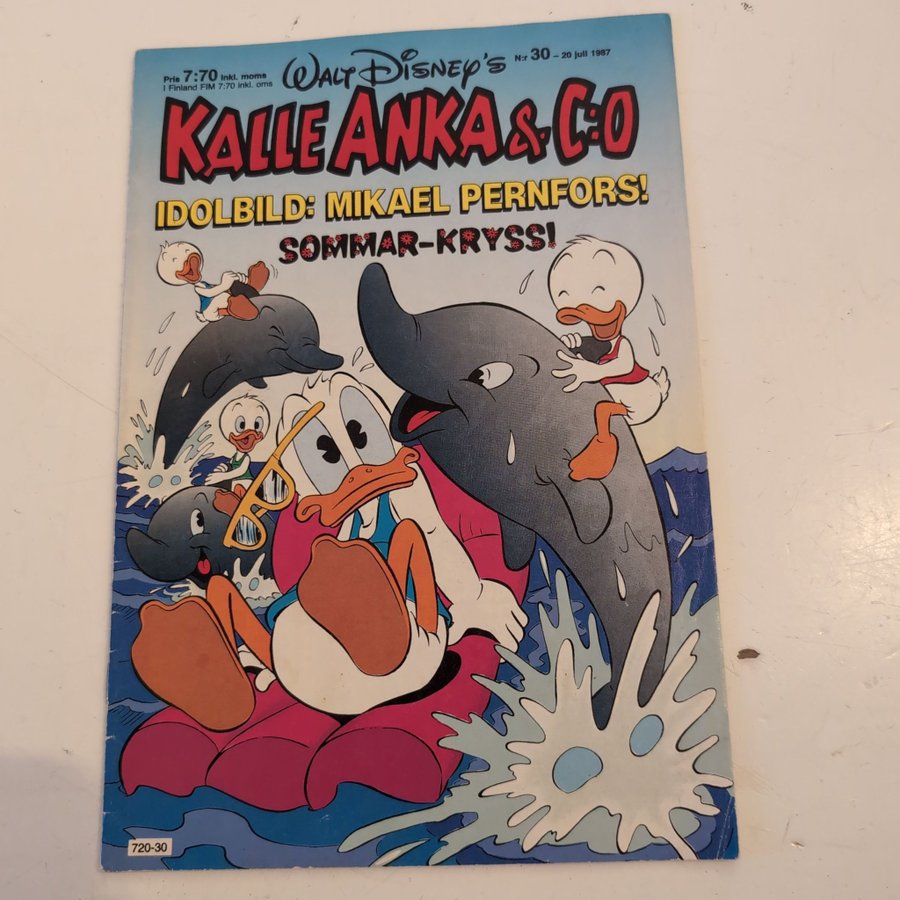 Pris 7:70 inkl. moms
I Finland FIM 7:70 inkl. oms
WALT DISNEY'S
N:r 30 – 20 juli 1987
KALLE ANKA & C:O
IDOLBILD: MIKAEL PERNFORS!
SOMMAR-KRYSS!
720-30